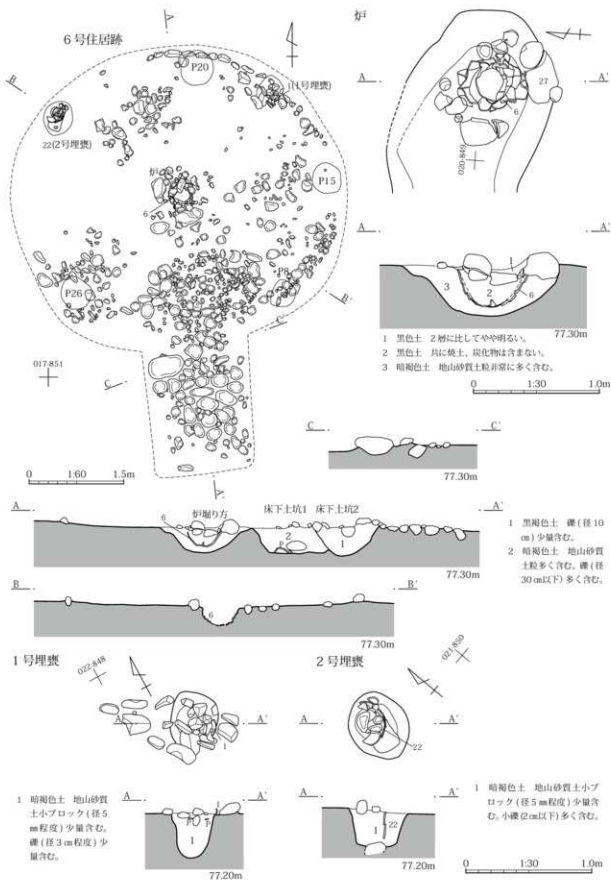 6号住居跡
A
A'
B
B'
C
C'
P20
1(1号埋甕)
22(2号埋甕)
炉
6
P15
P8
P26
017-851
0 1:60 1.5m
炉
A
A'
27
6
020-849
A
A'
1
2
3
6
77.30m
1 黒色土 2層に比してやや明るい。
2 黒色土 共に焼土、炭化物は含まない。
3 暗褐色土 地山砂質土粒非常に多く含む。
0 1:30 1.0m
C
C'
77.30m
A
A'
炉堀り方
床下土坑1
床下土坑2
6
2
1
P
77.30m
1 黒褐色土 礫(径10
㎝)少量含む。
2 暗褐色土 地山砂質
土粒多く含む。礫(径
30㎝以下)多く含む。
B
B'
6
77.30m
1号埋甕
022-848
A
A'
1
1 暗褐色土 地山砂質
土小ブロック(径5
㎜程度)少量含む。
礫(径3㎝程度)少
量含む。
A
A'
1
P
P
1
77.20m
2号埋甕
021-850
A
A'
22
A
A'
1
22
77.20m
1 暗褐色土 地山砂質土小ブ
ロック(径5㎜程度)少量含
む。小礫(2㎝以下)多く含む。
0 1:30 1.0m